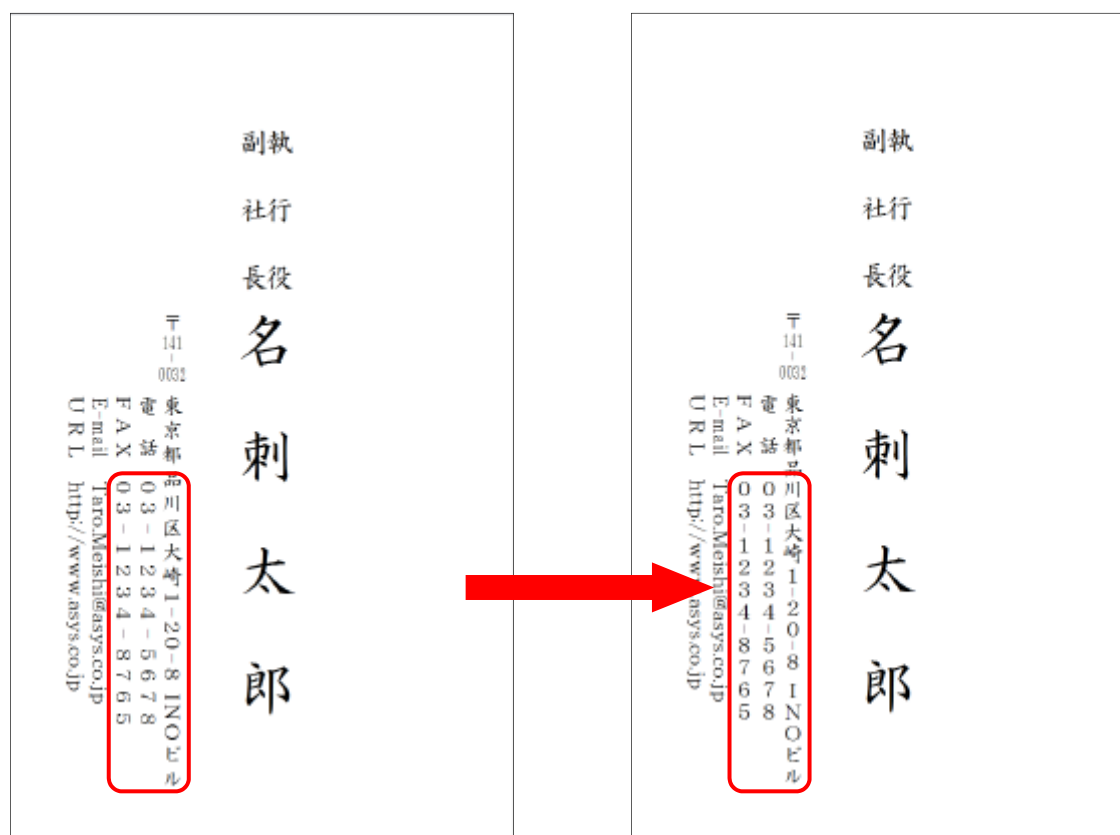 執行役
副社長
名刺太郎
〒141-0032
東京都品川区大崎1-20-8 INOビル
電話 03-1234-5678
FAX 03-1234-8765
E-mail Taro.Meishi@asys.co.jp
URL http://www.asys.co.jp
執行役
副社長
名刺太郎
〒141-0032
東京都品川区大崎1-20-8 INOビル
電話 03-1234-5678
FAX 03-1234-8765
E-mail Taro.Meishi@asys.co.jp
URL http://www.asys.co.jp